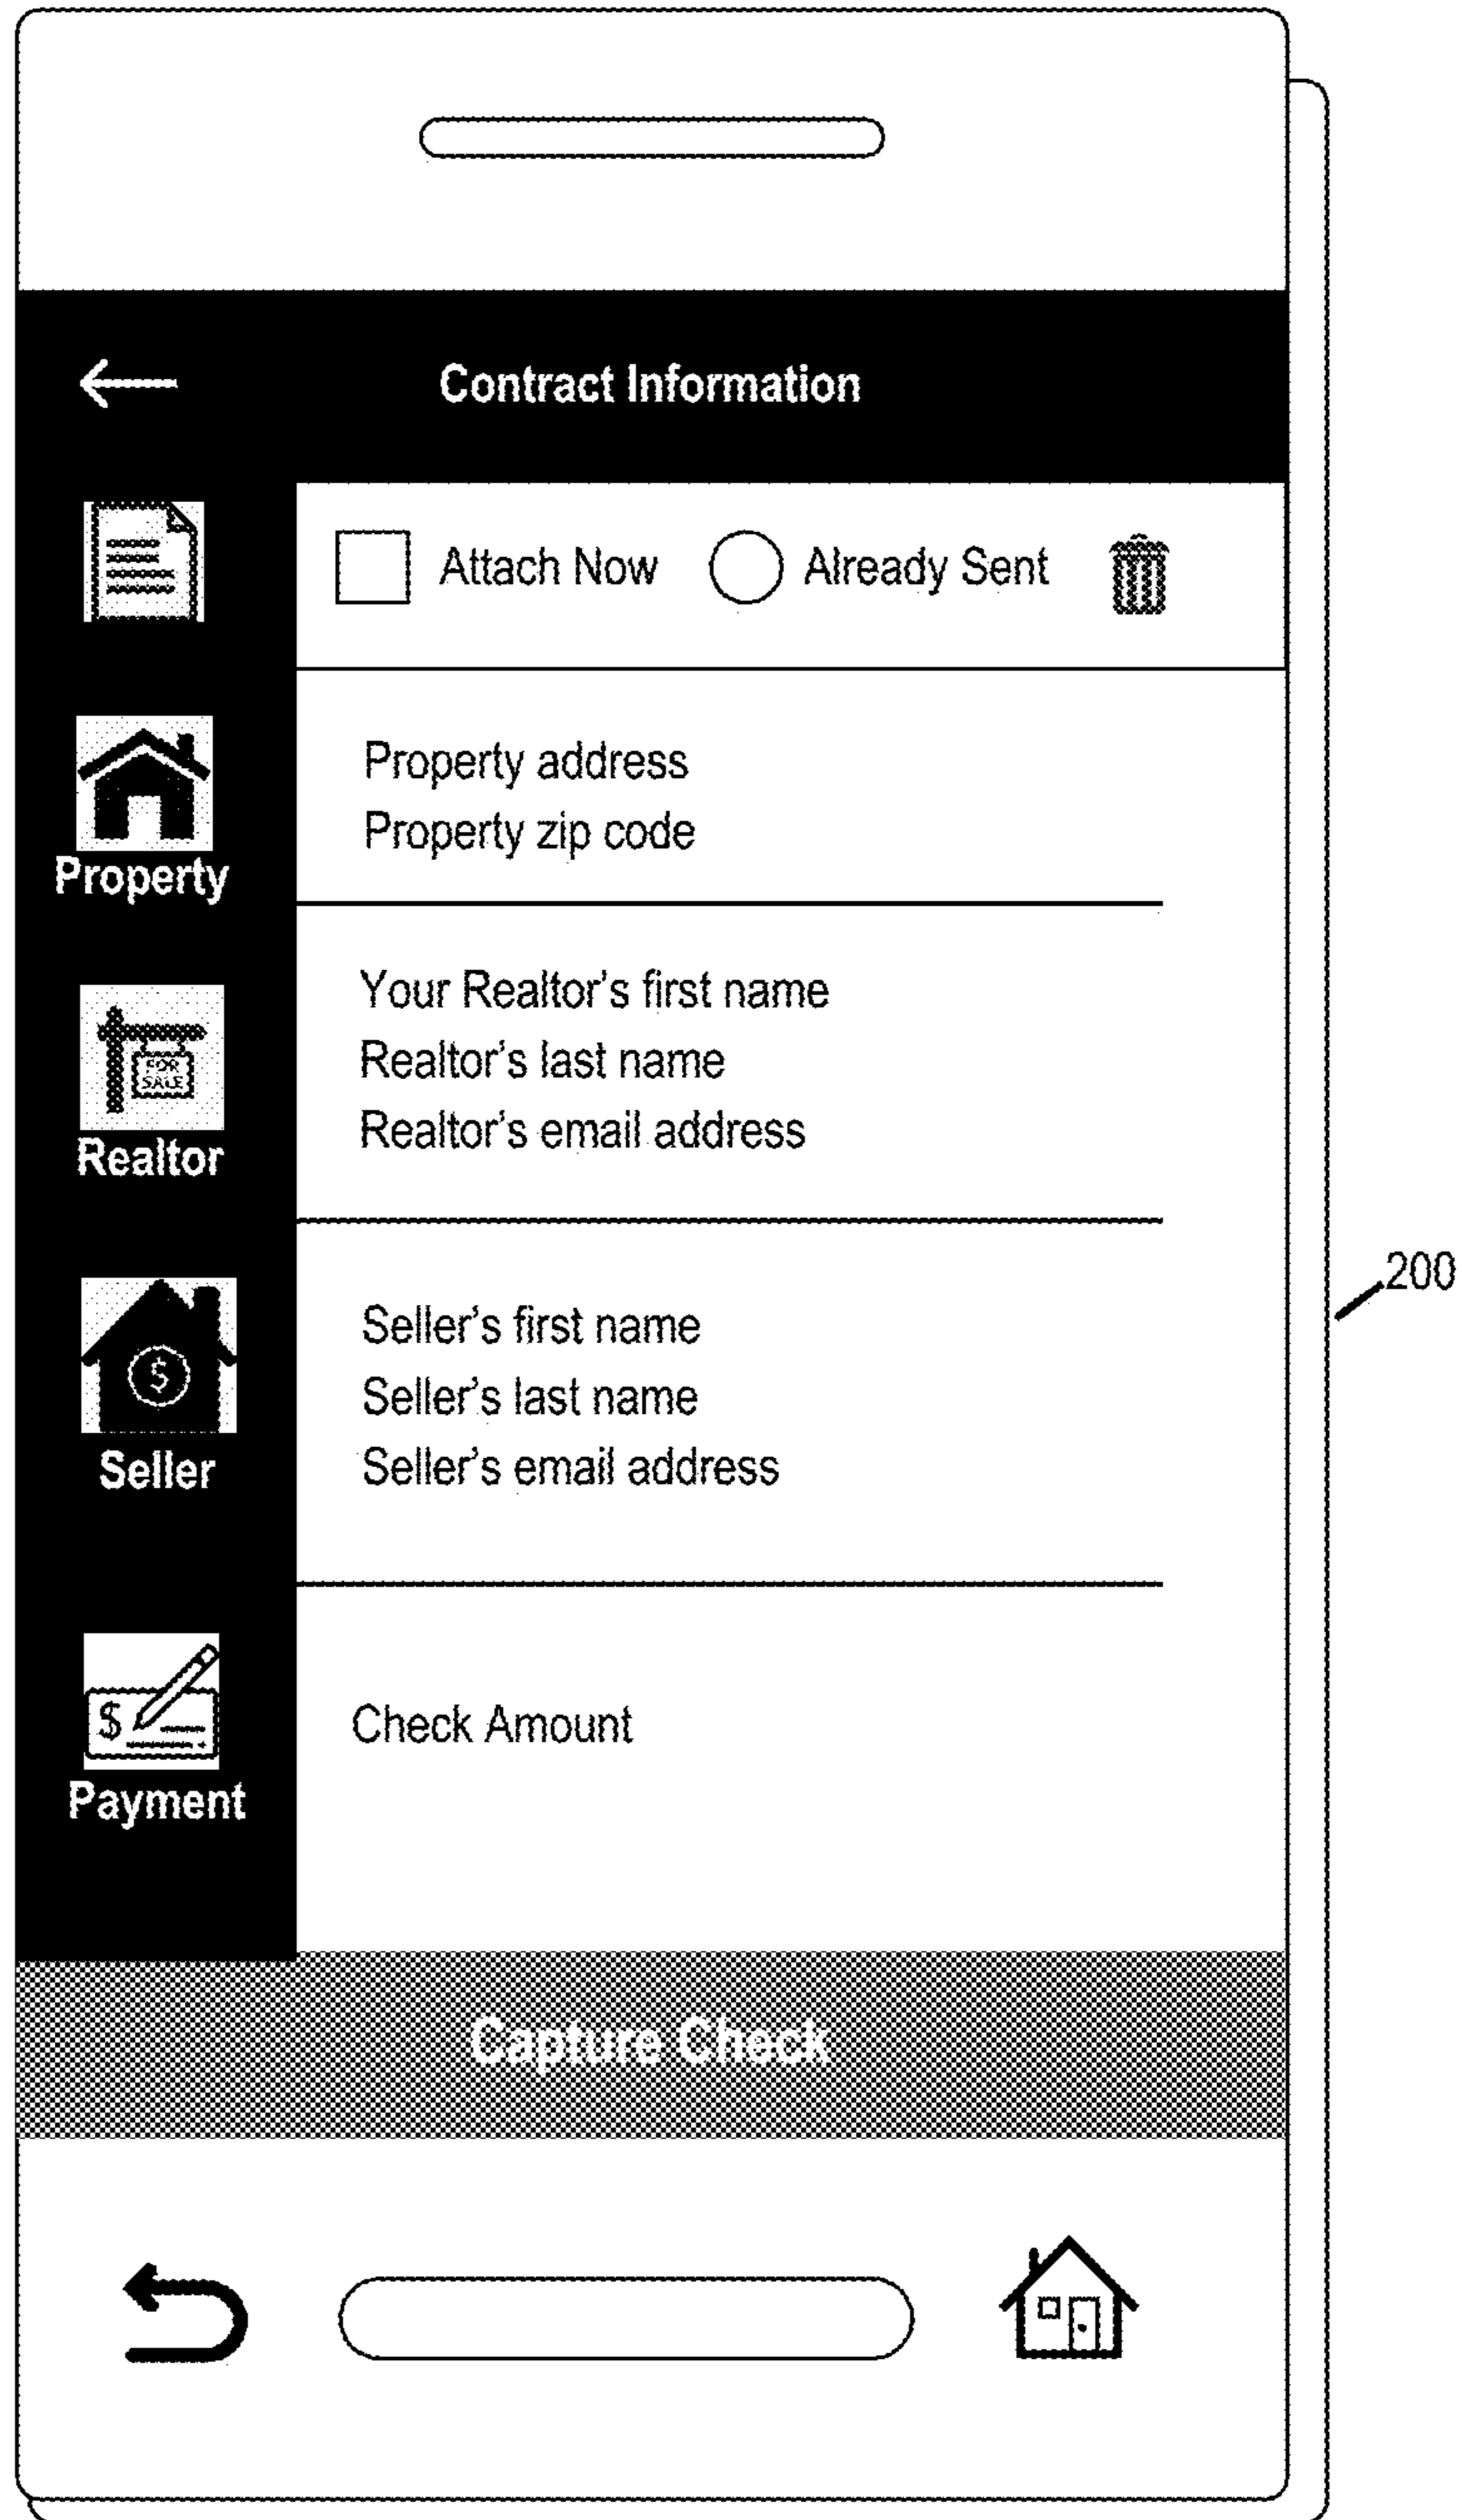 Contract Information
Attach Now Already Sent
Property address
Property zip code
Property
Your Realtor's first name
Realtor's last name
Realtor's email address
FOR
SALE
Realtor
Seller's first name
Seller's last name
Seller's email address
$
Seller
$
Check Amount
Payment
Capture Check
200